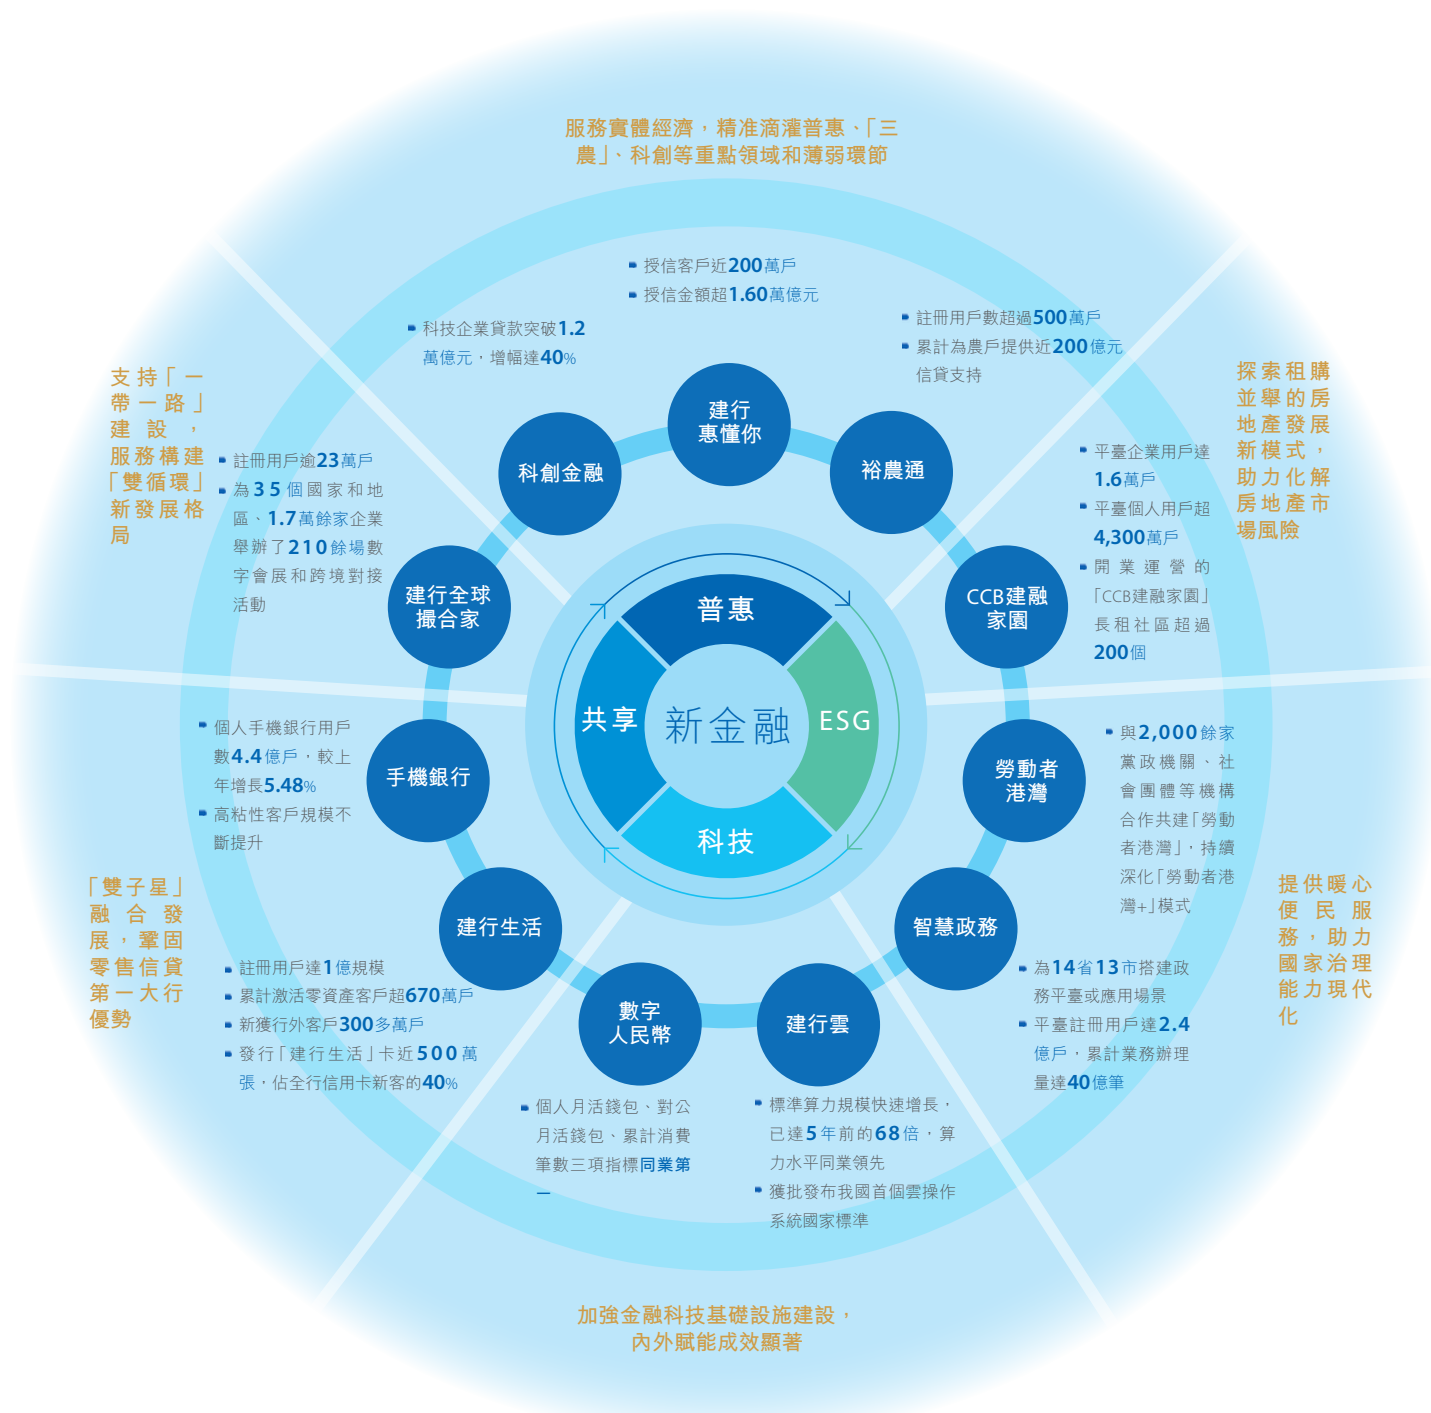 服務實體經濟，精准滴灌普惠、「三
農」、科創等重點領域和薄弱環節
授信客戶近200萬戶
授信金額超1.60萬億元
科技企業貸款突破1.2
萬億元，增幅達40%
註冊用戶數超過500萬戶
累計為農戶提供近200億元
信貸支持
支持「一
帶一路」
建設，
服務構建
「雙循環」
新發展格
局
探索租購
並舉的房
地產發展
新模式，
助力化解
房地產市
場風險
建行
惠懂你
科創金融
裕農通
註冊用戶逾23萬戶
為35個國家和地
區、1.7萬餘家企業
舉辦了210餘場數
字會展和跨境對接
活動
平臺企業用戶達
1.6萬戶
平臺個人用戶超
4,300萬戶
開業運營的
「CCB建融家園」
長租社區超過
200個
建行全球
撮合家
CCB建融
家園
普惠
共享
新金融
ESG
科技
個人手機銀行用戶
數4.4億戶，較上
年增長5.48%
高粘性客戶規模不
斷提升
手機銀行
勞動者
港灣
與2,000餘家
黨政機關、社
會團體等機構
合作共建「勞動
者港灣」，持續
深化「勞動者港
灣+」模式
「雙子星」
融合發
展，鞏固
零售信貸
第一大行
優勢
提供暖心
便民服
務，助力
國家治理
能力現代
化
建行生活
智慧政務
註冊用戶達1億規模
累計激活零資產客戶超670萬戶
新獲行外客戶300多萬戶
發行「建行生活」卡近500萬
張，佔全行信用卡新客的40%
為14省13市搭建政
務平臺或應用場景
平臺註冊用戶達2.4
億戶，累計業務辦理
量達40億筆
數字
人民幣
建行雲
個人月活錢包、對公
月活錢包、累計消費
筆數三項指標同業第
一
標準算力規模快速增長，
已達5年前的68倍，算
力水平同業領先
獲批發布我國首個雲操作
系統國家標準
加強金融科技基礎設施建設，
內外賦能成效顯著